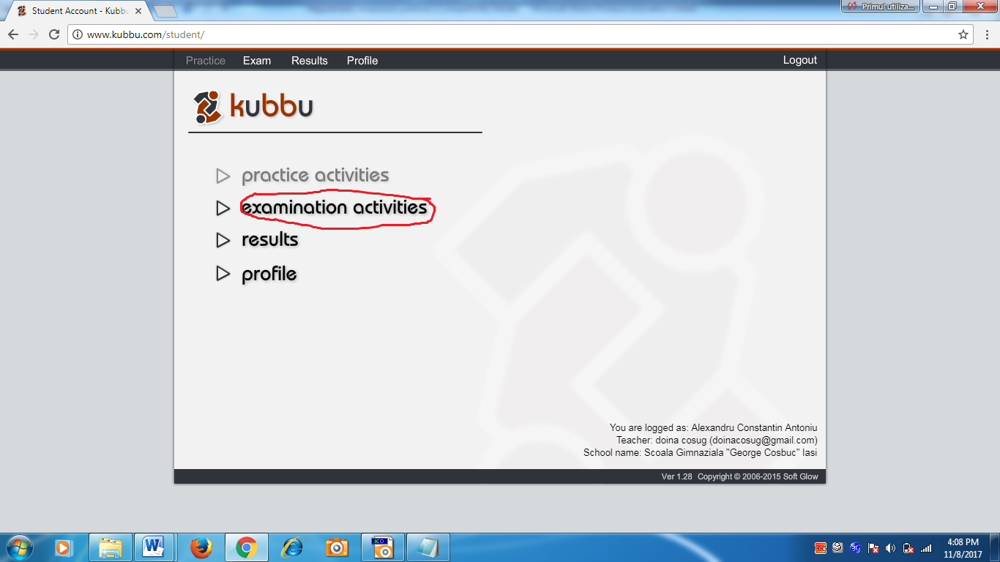 Student Account - Kubbu
Primul utiliza...
www.kubbu.com/student/
Practice Exam Results Profile Logout
kubbu
practice activities
examination activities
results
profile
You are logged as: Alexandru Constantin Antoniu
Teacher: doina cosug (doinacosug@gmail.com)
School name: Scoala Gimnaziala "George Cosbuc" Iasi
Ver 1.28 Copyright © 2006-2015 Soft Glow
4:08 PM
11/8/2017